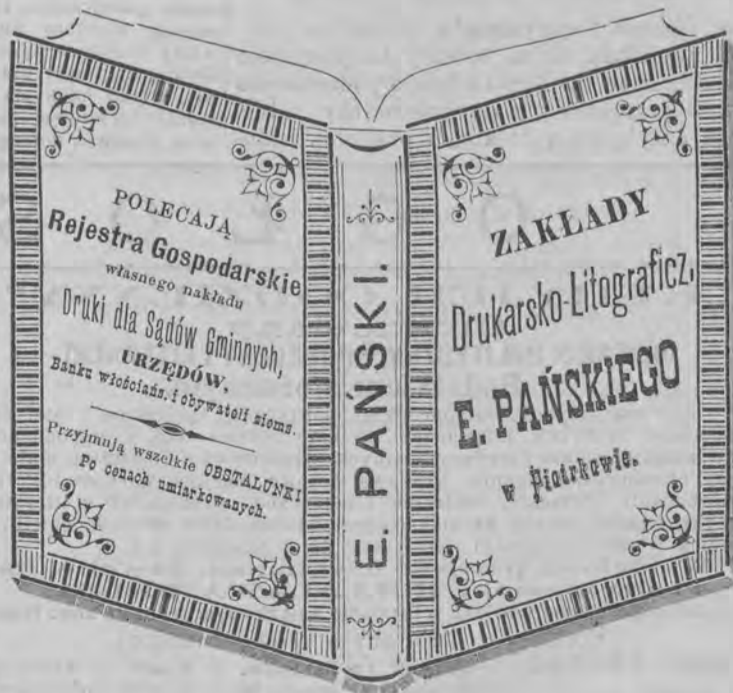 POLECAJĄ
Rejestra Gospodarskie
własnego nakładu
Druki dla Sądów Gminnych,
URZĘDÓW,
Banku włościańs. i obywateli ziems.
Przyjmują wszelkie OBSTALUNKI
Po cenach umiarkowanych.
E. PAŃSKI.
ZAKŁADY
Drukarsko-Litograficz.
E. PAŃSKIEGO
w Piotrkowie.